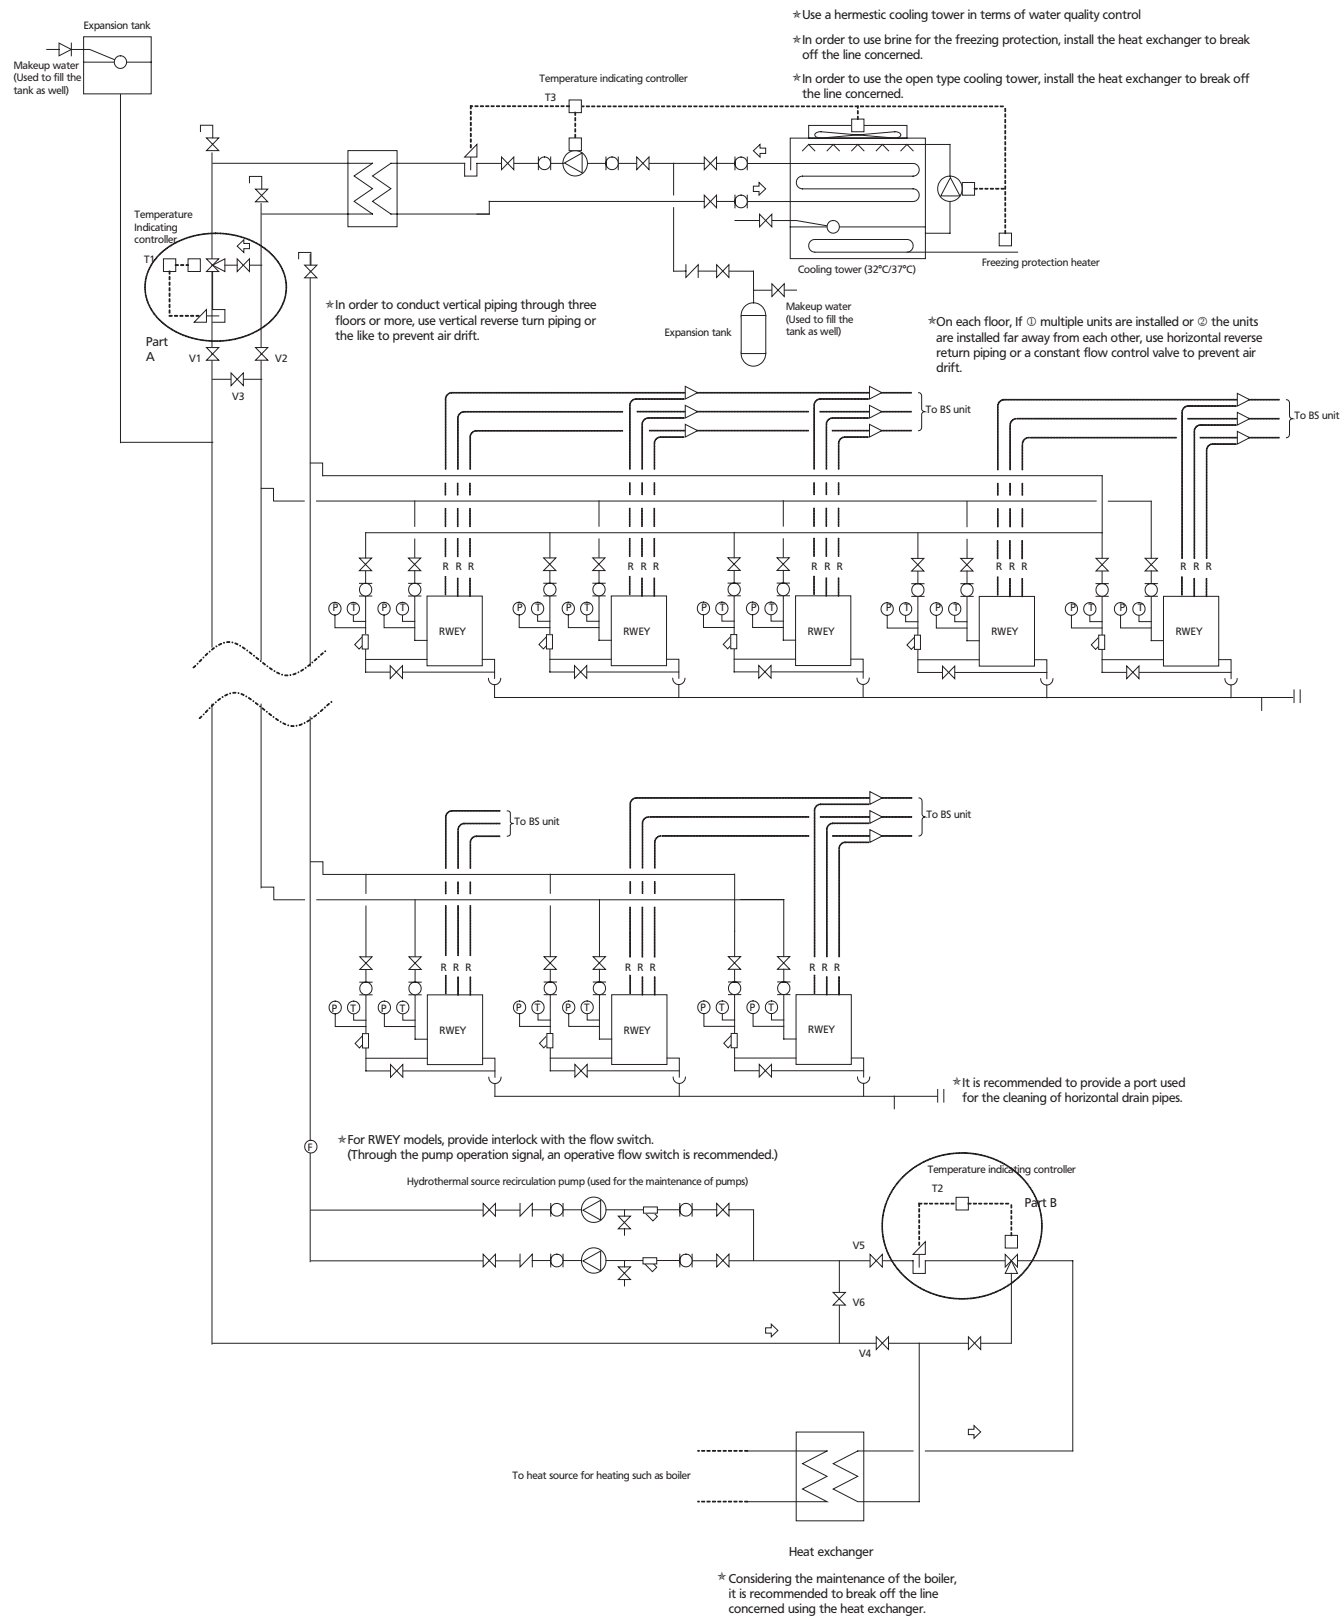 Expansion tank
Makeup water
(Used to fill the
tank as well)
✯Use a hermestic cooling tower in terms of water quality control
✯In order to use brine for the freezing protection, install the heat exchanger to break
off the line concerned.
✯In order to use the open type cooling tower, install the heat exchanger to break off
the line concerned.
Temperature indicating controller
T3
Temperature
Indicating
controller
T1
Part
A
V1
V2
V3
✯In order to conduct vertical piping through three
floors or more, use vertical reverse turn piping or
the like to prevent air drift.
Cooling tower (32°C/37°C)
Freezing protection heater
Expansion tank
Makeup water
(Used to fill the
tank as well)
✯On each floor, If ① multiple units are installed or ② the units
are installed far away from each other, use horizontal reverse
return piping or a constant flow control valve to prevent air
drift.
To BS unit
To BS unit
R R R
R R R
R R R
R R R
R R R
P T P T
P T P T
P T P T
P T P T
P T P T
RWEY
RWEY
RWEY
RWEY
RWEY
To BS unit
To BS unit
R R R
R R R
R R R
P T P T
P T P T
P T P T
RWEY
RWEY
RWEY
✯It is recommended to provide a port used
for the cleaning of horizontal drain pipes.
F
✯For RWEY models, provide interlock with the flow switch.
(Through the pump operation signal, an operative flow switch is recommended.)
Hydrothermal source recirculation pump (used for the maintenance of pumps)
Temperature indicating controller
T2
Part B
V5
V6
V4
To heat source for heating such as boiler
Heat exchanger
✯ Considering the maintenance of the boiler,
it is recommended to break off the line
concerned using the heat exchanger.